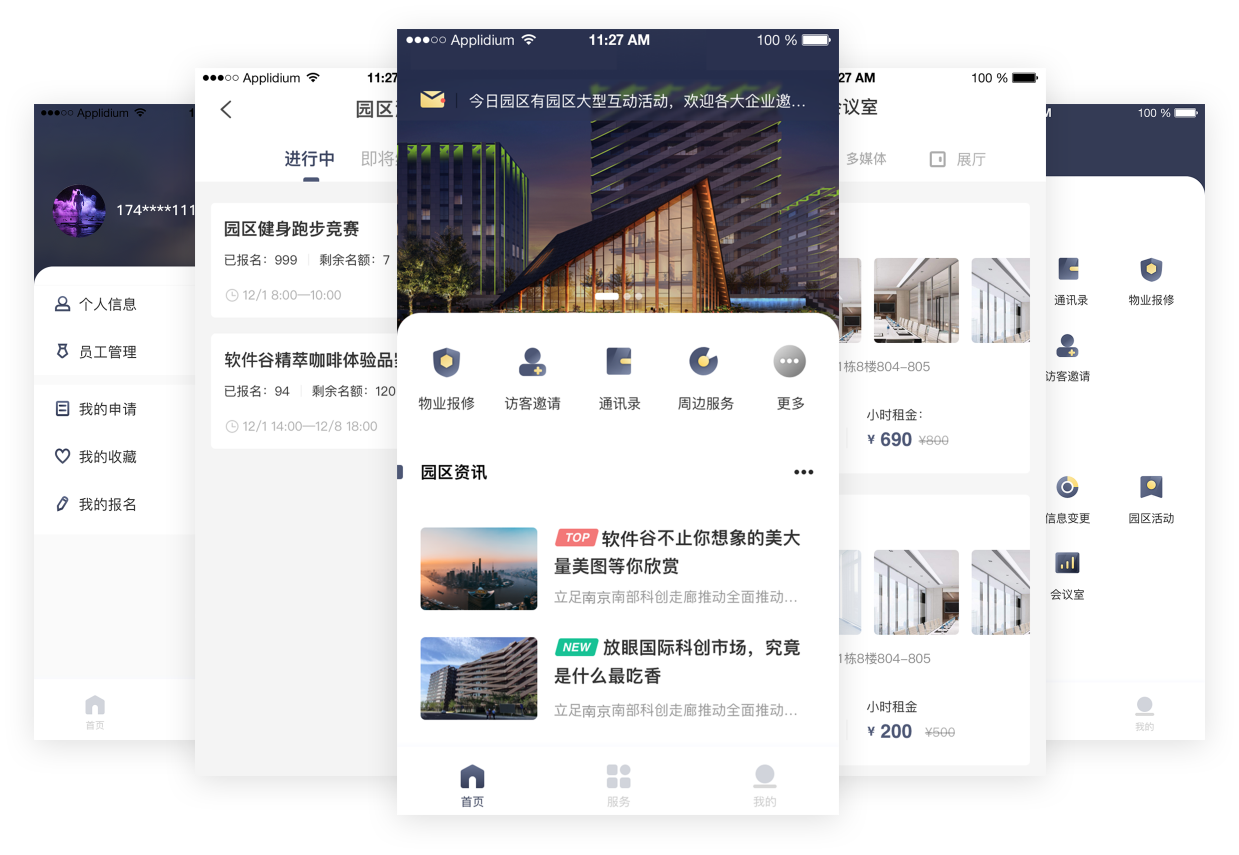 Applidium
174****111
个人信息
员工管理
我的申请
我的收藏
我的报名
首页
Applidium
11:27
园区
进行中
即将
园区健身跑步竞赛
已报名：999
剩余名额：7
12/1 8:00—10:00
软件谷精萃咖啡体验品
已报名：94
剩余名额：120
12/1 14:00—12/8 18:00
Applidium
11:27 AM
100 %
今日园区有园区大型互动活动，欢迎各大企业邀...
物业报修
访客邀请
通讯录
周边服务
更多
园区资讯
TOP 软件谷不止你想象的美大
量美图等你欣赏
立足南京南部科创走廊推动全面推动...
NEW 放眼国际科创市场，究竟
是什么最吃香
立足南京南部科创走廊推动全面推动...
首页
服务
我的
27 AM
100 %
议室
多媒体
展厅
1栋8楼804-805
小时租金：
¥ 690 ¥800
1栋8楼804-805
小时租金
¥ 200 ¥500
M
100 %
通讯录
物业报修
访客邀请
信息变更
园区活动
会议室
我的